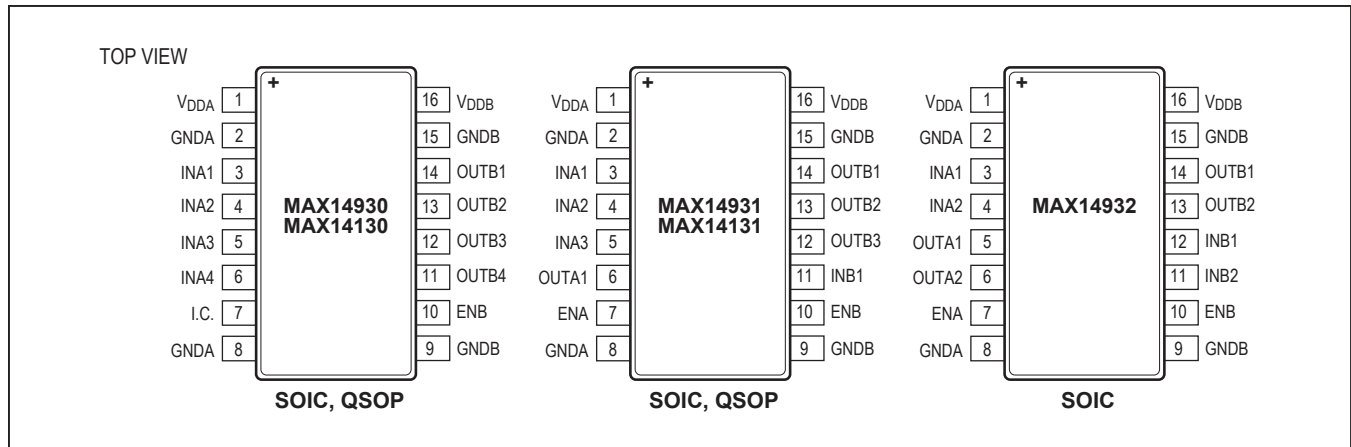 TOP VIEW
+
VDDA 1 16 VDDB
GNDA 2 15 GNDB
INA1 3 14 OUTB1
INA2 4 13 OUTB2
INA3 5 12 OUTB3
INA4 6 11 OUTB4
I.C. 7 10 ENB
GNDA 8 9 GNDB
MAX14930
MAX14130
SOIC, QSOP
+
VDDA 1 16 VDDB
GNDA 2 15 GNDB
INA1 3 14 OUTB1
INA2 4 13 OUTB2
INA3 5 12 OUTB3
OUTA1 6 11 INB1
ENA 7 10 ENB
GNDA 8 9 GNDB
MAX14931
MAX14131
SOIC, QSOP
+
VDDA 1 16 VDDB
GNDA 2 15 GNDB
INA1 3 14 OUTB1
INA2 4 13 OUTB2
OUTA1 5 12 INB1
OUTA2 6 11 INB2
ENA 7 10 ENB
GNDA 8 9 GNDB
MAX14932
SOIC